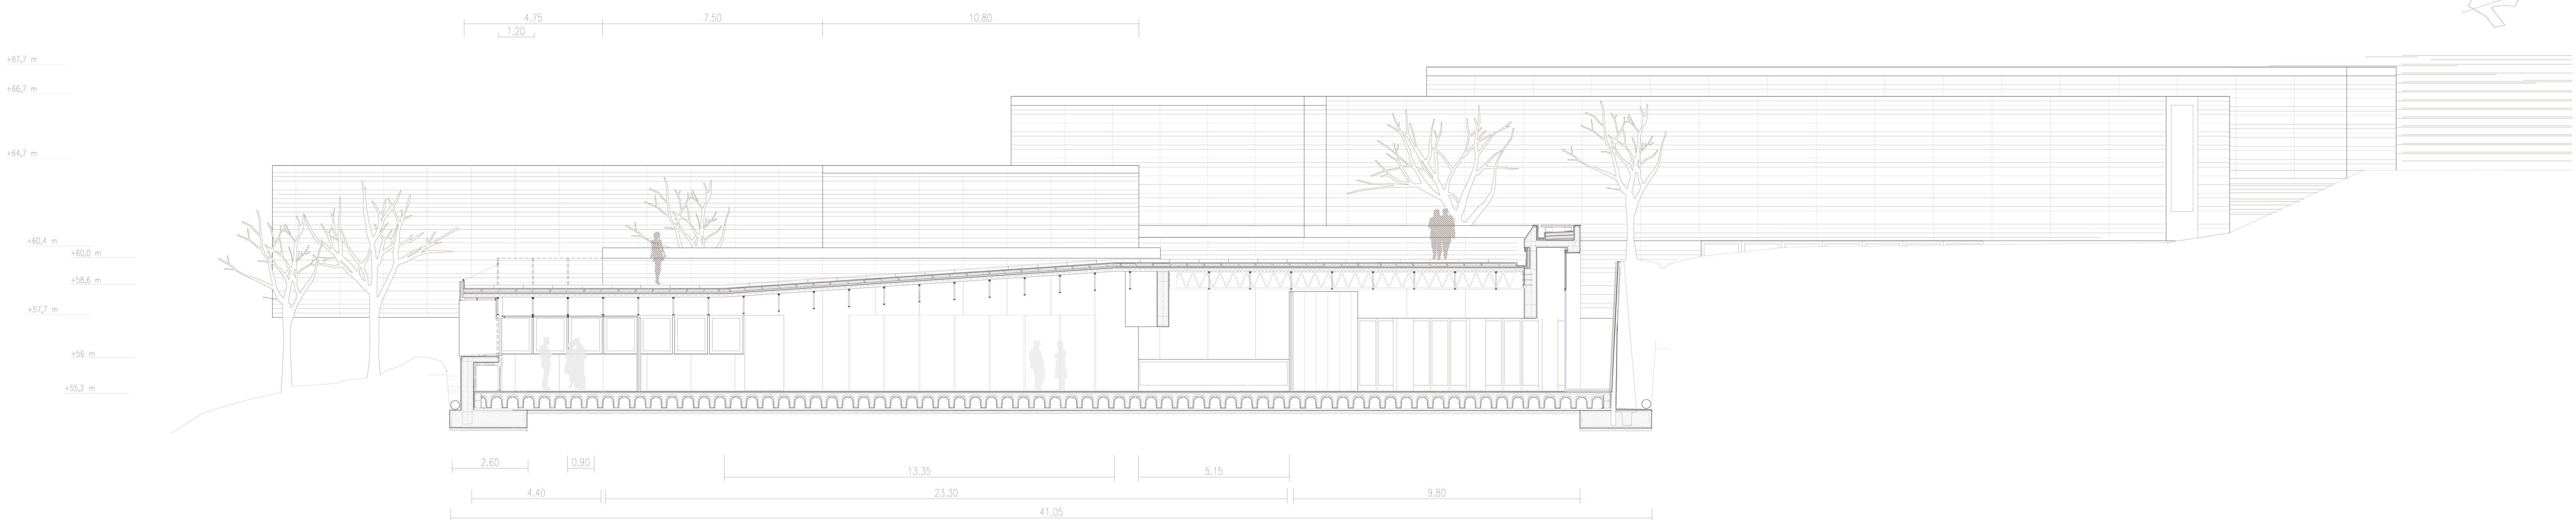 4.75 7.50 10.80
1.20
+67,7 m
+66,7 m
+64,7 m
+60,4 m
+60,0 m
+58,6 m
+57,7 m
+56 m
+55,2 m
2.60 0.90 13.35 5.15
4.40 23.30 9.80
41.05